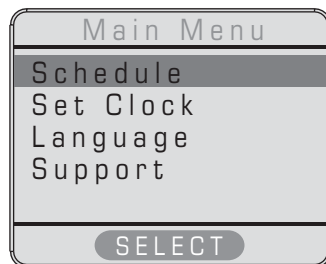 Main Menu
Schedule
Set Clock
Language
Support
SELECT